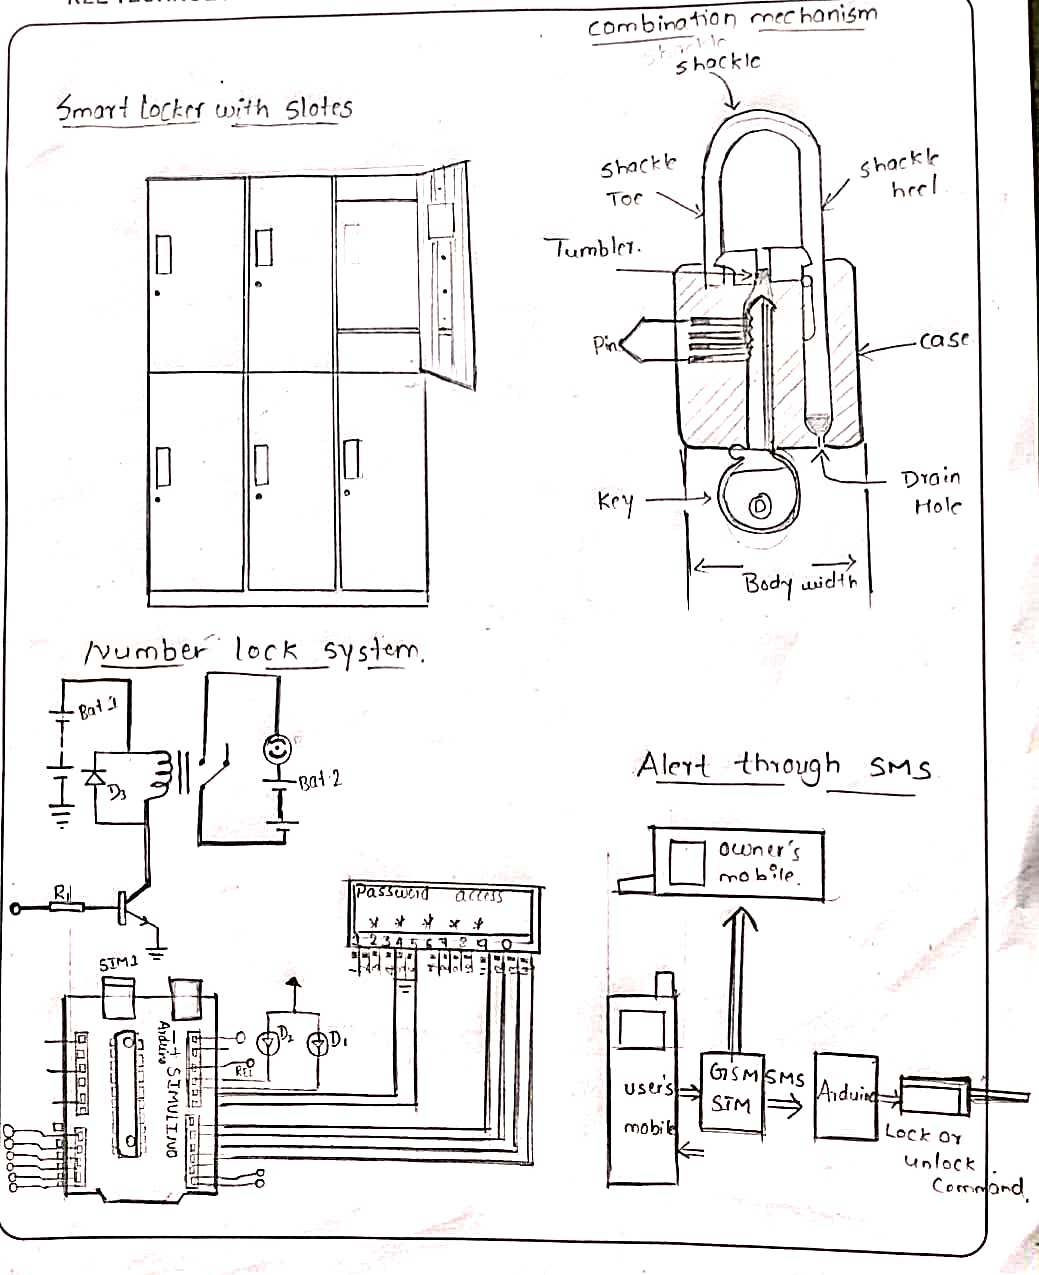 combination mechanism
shackle
Smart locker with slotes
shackle
Toe
shackle
heel
Tumbler.
Pin
case
Key
Drain
Hole
D
Body width
Number lock system.
Bat 1
D3
Bat.2
R1
Password access
* * * * *
1 2 3 4 5 6 7 8 9 0
SIM1
D2
D1
Arduino
SIMULINO
Alert through SMS
owner's
mobile.
user's
mobile
GSM
SIM
SMS
Arduino
Lock or
unlock
Command.